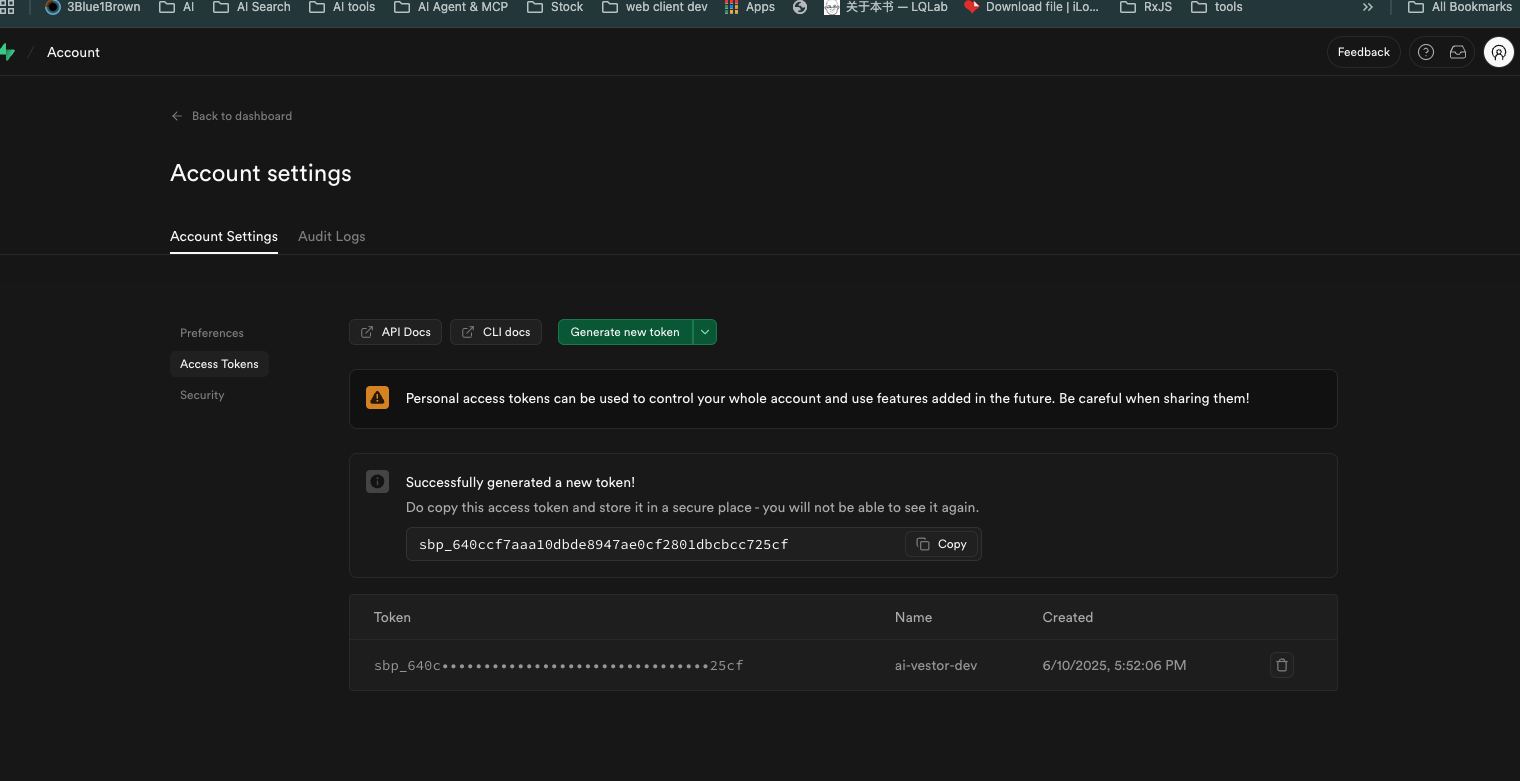 3Blue1Brown AI AI Search AI tools AI Agent & MCP Stock web client dev Apps 关于本书 — LQLab Download file | iLo... RxJS tools » All Bookmarks
/ Account Feedback
Back to dashboard
Account settings
Account Settings Audit Logs
Preferences
Access Tokens
Security
API Docs CLI docs Generate new token
Personal access tokens can be used to control your whole account and use features added in the future. Be careful when sharing them!
Successfully generated a new token!
Do copy this access token and store it in a secure place - you will not be able to see it again.
sbp_640ccf7aaa10dbde8947ae0cf2801dbcbcc725cf Copy
Token Name Created
sbp_640c••••••••••••••••••••••••••••••••25cf ai-vestor-dev 6/10/2025, 5:52:06 PM